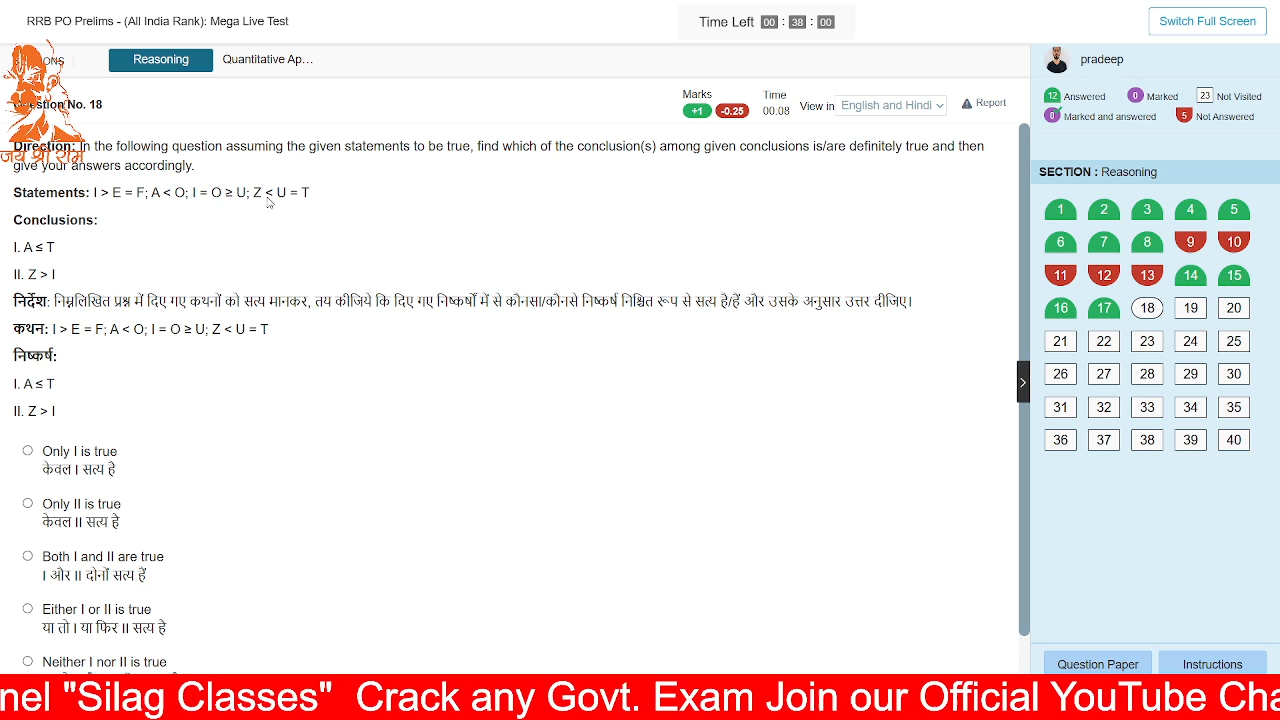 RRB PO Prelims - (All India Rank): Mega Live Test
Time Left 00 : 38 : 00
Switch Full Screen
Reasoning
Quantitative Ap...
pradeep
Question No. 18
Marks
+1 -0.25
Time
00:08
View in English and Hindi
Report
12 Answered
0 Marked
23 Not Visited
0 Marked and answered
5 Not Answered
जय श्री राम
Direction: In the following question assuming the given statements to be true, find which of the conclusion(s) among given conclusions is/are definitely true and then
give your answers accordingly.
Statements: I > E = F; A < O; I = O ≥ U; Z < U = T
Conclusions:
I. A ≤ T
II. Z > I
निर्देश: निम्नलिखित प्रश्न में दिए गए कथनों को सत्य मानकर, तय कीजिये कि दिए गए निष्कर्षों में से कौनसा/कौनसे निष्कर्ष निश्चित रूप से सत्य है/हैं और उसके अनुसार उत्तर दीजिए।
कथन: I > E = F; A < O; I = O ≥ U; Z < U = T
निष्कर्ष:
I. A ≤ T
II. Z > I
Only I is true
केवल I सत्य है
Only II is true
केवल II सत्य है
Both I and II are true
I और II दोनों सत्य हैं
Either I or II is true
या तो I या फिर II सत्य है
Neither I nor II is true
SECTION : Reasoning
1 2 3 4 5
6 7 8 9 10
11 12 13 14 15
16 17 18 19 20
21 22 23 24 25
26 27 28 29 30
31 32 33 34 35
36 37 38 39 40
Question Paper
Instructions
nel "Silag Classes" Crack any Govt. Exam Join our Official YouTube Cha